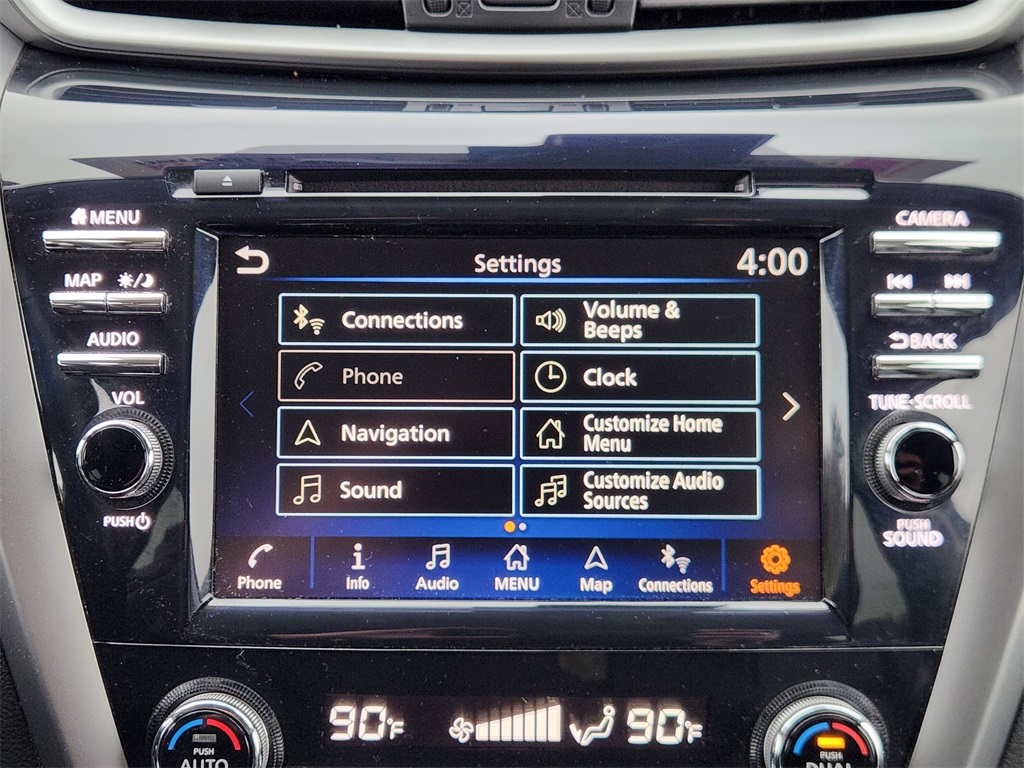 MENU
CAMERA
Settings
4:00
MAP
AUDIO
BACK
VOL
TUNE·SCROLL
Connections
Volume &
Beeps
Phone
Clock
Navigation
Customize Home
Menu
Sound
Customize Audio
Sources
PUSH
PUSH
SOUND
Phone
Info
Audio
MENU
Map
Connections
Settings
90°F
90°F
PUSH
AUTO
PUSH
DUAL